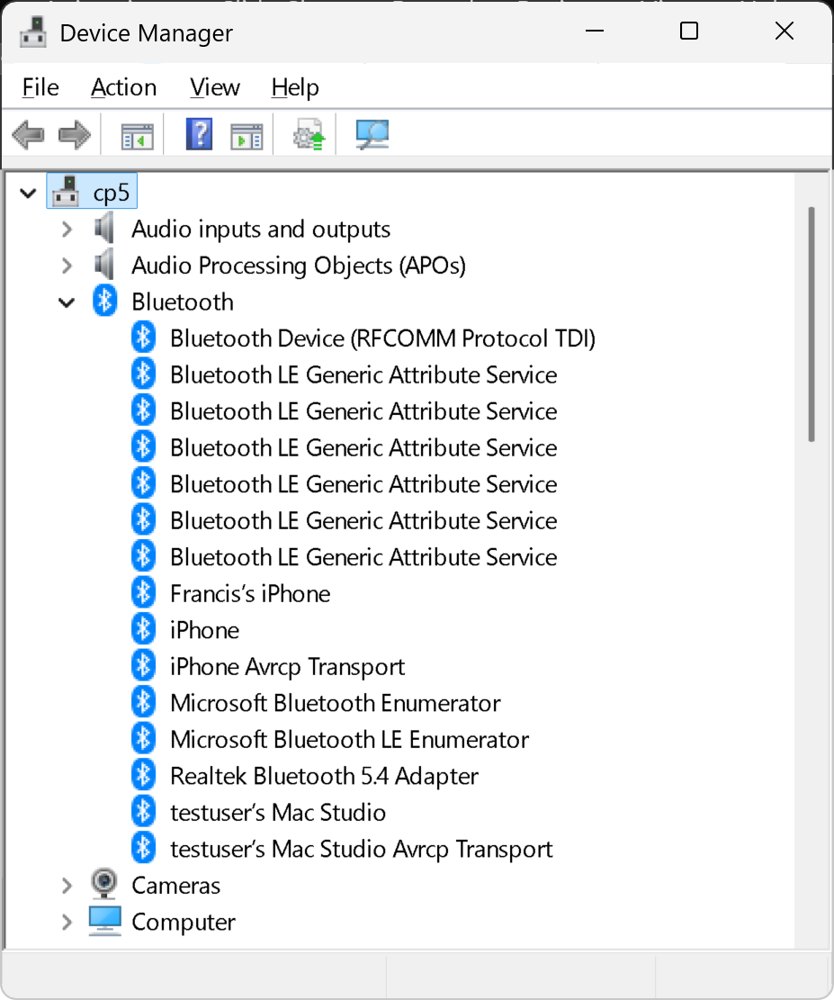 Device Manager
File Action View Help
cp5
Audio inputs and outputs
Audio Processing Objects (APOs)
Bluetooth
Bluetooth Device (RFCOMM Protocol TDI)
Bluetooth LE Generic Attribute Service
Bluetooth LE Generic Attribute Service
Bluetooth LE Generic Attribute Service
Bluetooth LE Generic Attribute Service
Bluetooth LE Generic Attribute Service
Bluetooth LE Generic Attribute Service
Francis’s iPhone
iPhone
iPhone Avrcp Transport
Microsoft Bluetooth Enumerator
Microsoft Bluetooth LE Enumerator
Realtek Bluetooth 5.4 Adapter
testuser’s Mac Studio
testuser’s Mac Studio Avrcp Transport
Cameras
Computer